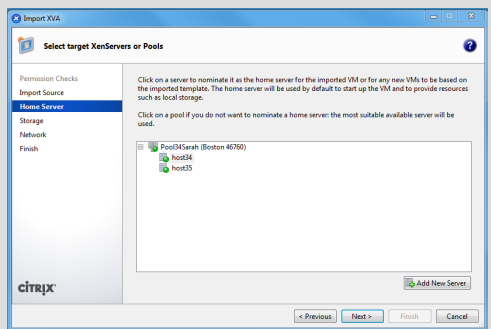 Import XVA
Select target XenServers or Pools
Permission Checks
Import Source
Home Server
Storage
Network
Finish
Click on a server to nominate it as the home server for the imported VM or for any new VMs to be based on
the imported template. The home server will be used by default to start up the VM and to provide resources
such as local storage.
Click on a pool if you do not want to nominate a home server: the most suitable available server will be
used.
Pool34Sarah (Boston 46760)
host34
host35
Add New Server
CITRIX
< Previous
Next >
Finish
Cancel